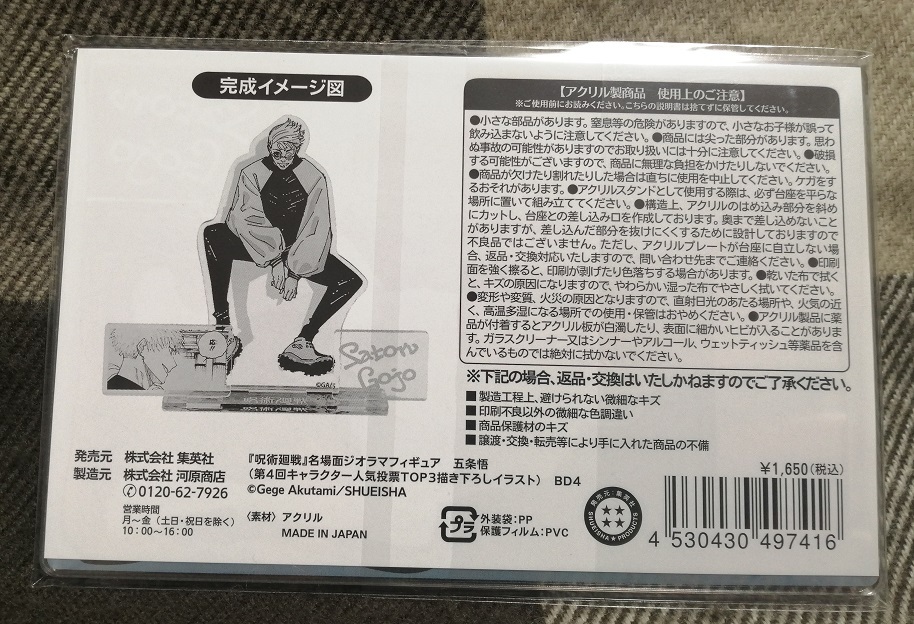 完成イメージ図
応!!
Satoru
Gojo
©GA/S
呪術廻戦
【アクリル製商品 使用上のご注意】
※ご使用前にお読みください。こちらの説明書は捨てずに保管してください。
●小さな部品があります。窒息等の危険がありますので、小さなお子様が誤って
飲み込まないように注意してください。●商品には尖った部分があります。思わ
ぬ事故の可能性がありますのでお取り扱いには十分に注意してください。●破損
する可能性がございますので、商品に無理な負担をかけたりしないでください。
●商品が欠けたり割れたりした場合は直ちに使用を中止してください。ケガをす
るおそれがあります。●アクリルスタンドとして使用する際は、必ず台座を平らな
場所に置いて組み立ててください。●構造上、アクリルのはめ込み部分を斜め
にカットし、台座との差し込み口を作成しております。奥まで差し込めないこと
がありますが、差し込んだ部分を抜けにくくするために設計しておりますので
不良品ではございません。ただし、アクリルプレートが台座に自立しない場
合、返品・交換対応いたしますので、問い合わせ先までご連絡ください。●印刷
面を強く擦ると、印刷が剥げたり色落ちする場合があります。●乾いた布で拭く
と、キズの原因になりますので、やわらかい湿った布でやさしく拭いてください。
●変形や変質、火災の原因となりますので、直射日光のあたる場所や、火気の近
く、高温多湿になる場所での使用・保管はおやめください。●アクリル製品に薬
品が付着するとアクリル板が白濁したり、表面に細かいヒビが入ることがありま
す。ガラスクリーナー又はシンナーやアルコール、ウェットティッシュ等薬品を含
んでいるものでは絶対に拭かないでください。
※下記の場合、返品・交換はいたしかねますのでご了承ください。
■製造工程上、避けられない微細なキズ
■印刷不良以外の微細な色調違い
■商品保護材のキズ
■譲渡・交換・転売等により手に入れた商品の不備
発売元 株式会社 集英社
製造元 株式会社 河原商店
✆0120-62-7926
営業時間
月～金（土日・祝日を除く）
10：00～16：00
『呪術廻戦』名場面ジオラマフィギュア 五条悟
（第4回キャラクター人気投票TOP3描き下ろしイラスト） BD4
©Gege Akutami/SHUEISHA
〈素材〉アクリル
MADE IN JAPAN
プラ
外装袋：PP
保護フィルム：PVC
発売元：集英社
SHUEISHA★PRODUCTS
￥1,650（税込）
4 530430 497416